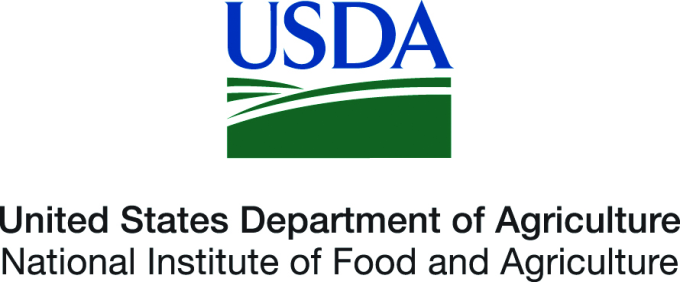 USDA
United States Department of Agriculture
National Institute of Food and Agriculture